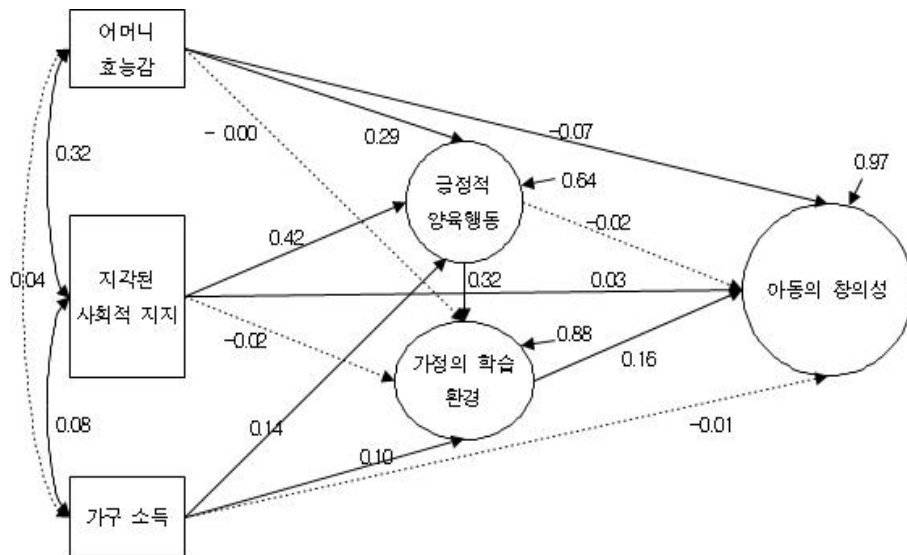 어머니
효능감
- 0.00
0.29
-0.07
0.97
0.32
긍정적
양육행동
0.64
-0.02
0.42
지각된
사회적 지지
0.04
0.32
0.03
아동의 창의성
-0.02
0.88
가정의 학습
환경
0.16
0.14
0.08
-0.01
0.10
가구 소득